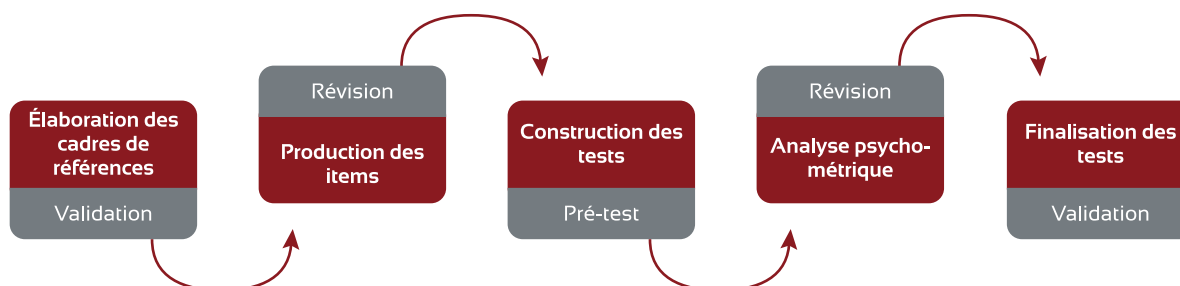 Élaboration des
cadres de
références
Validation
Révision
Production des
items
Construction des
tests
Pré-test
Révision
Analyse psycho-
métrique
Finalisation des
tests
Validation